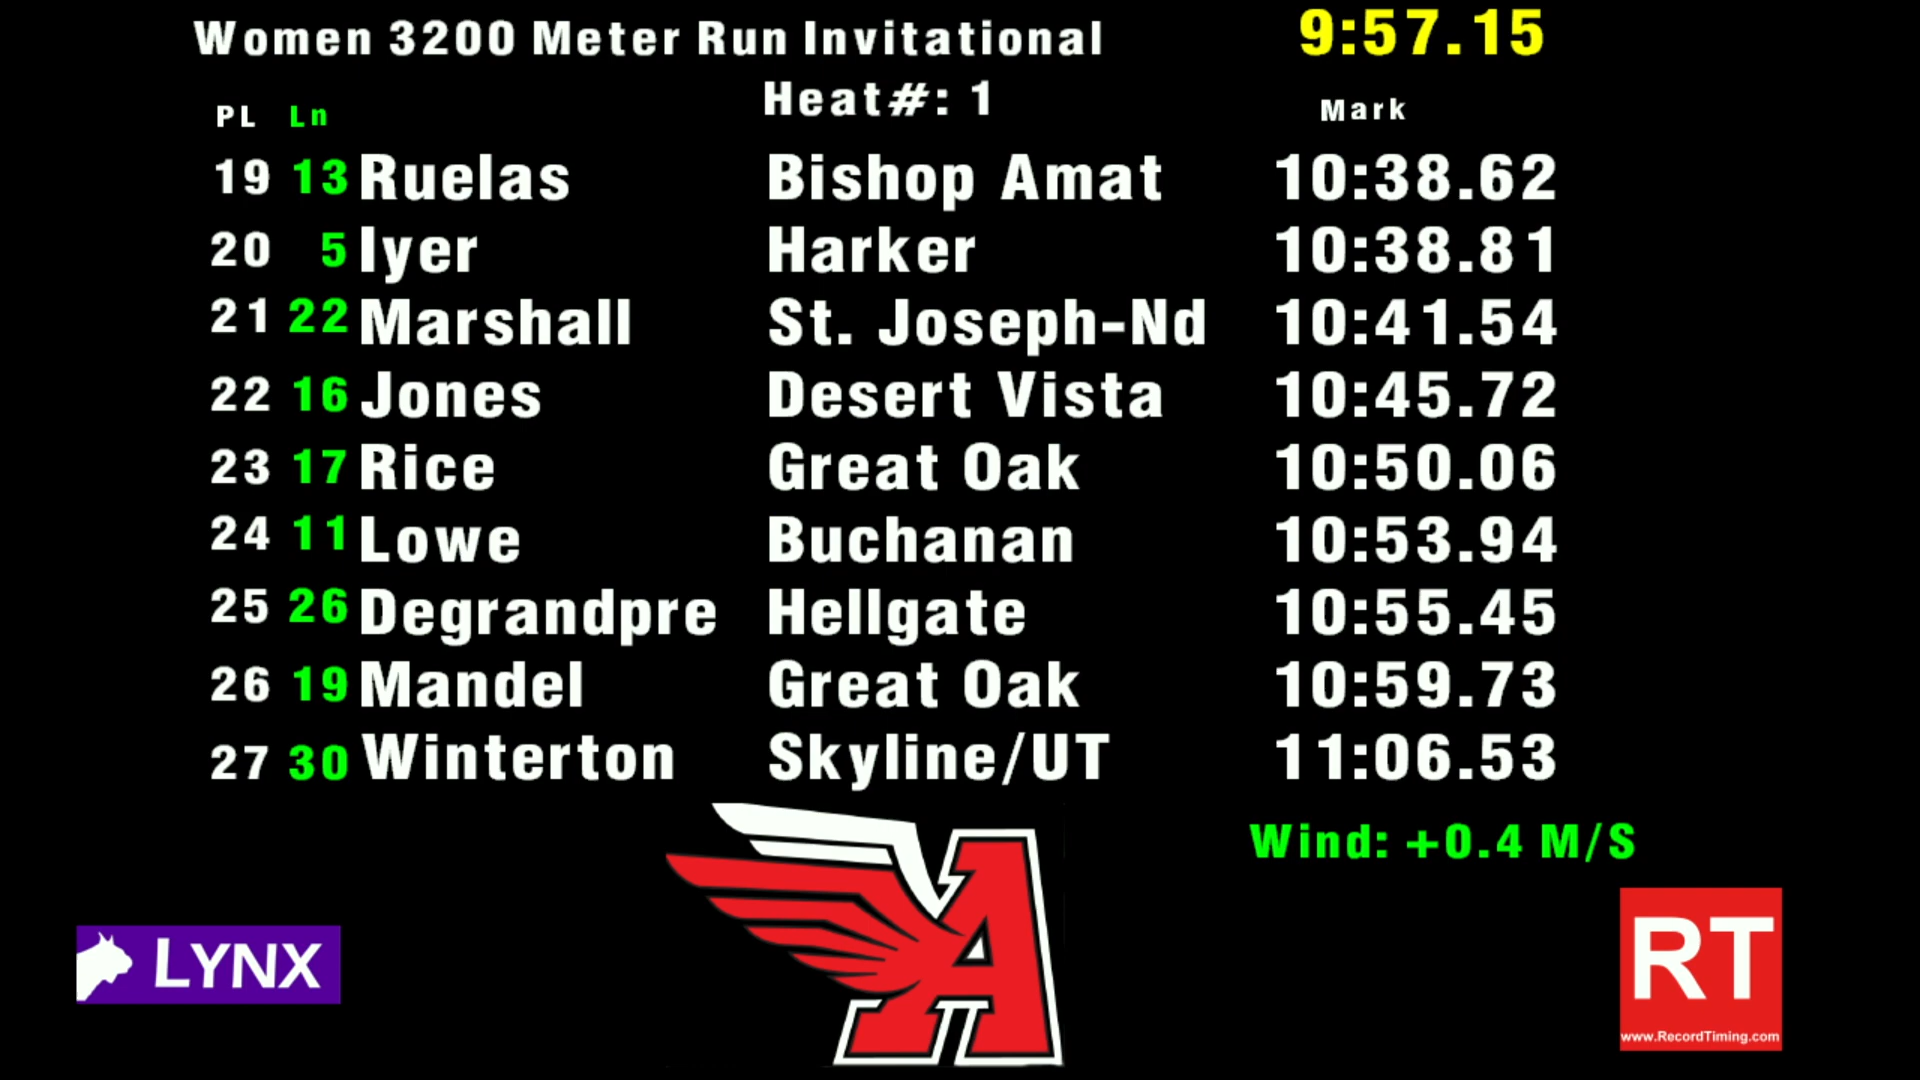 Women 3200 Meter Run Invitational 9:57.15
Heat#: 1
PL Ln Mark
19 13 Ruelas Bishop Amat 10:38.62
20 5 Iyer Harker 10:38.81
21 22 Marshall St. Joseph-Nd 10:41.54
22 16 Jones Desert Vista 10:45.72
23 17 Rice Great Oak 10:50.06
24 11 Lowe Buchanan 10:53.94
25 26 Degrandpre Hellgate 10:55.45
26 19 Mandel Great Oak 10:59.73
27 30 Winterton Skyline/UT 11:06.53
Wind: +0.4 M/S
LYNX
A
RT
www.RecordTiming.com